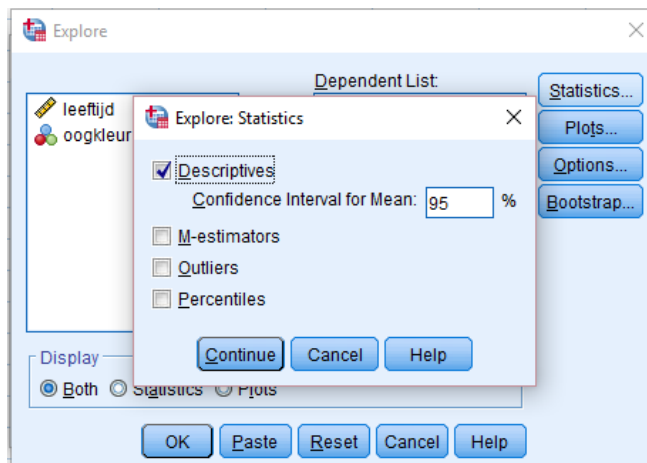 Explore
Dependent List:
leeftijd
oogkleur
Statistics...
Plots...
Options...
Bootstrap...
Explore: Statistics
Descriptives
Confidence Interval for Mean: 95 %
M-estimators
Outliers
Percentiles
Continue Cancel Help
Display
Both Statistics Plots
OK Paste Reset Cancel Help